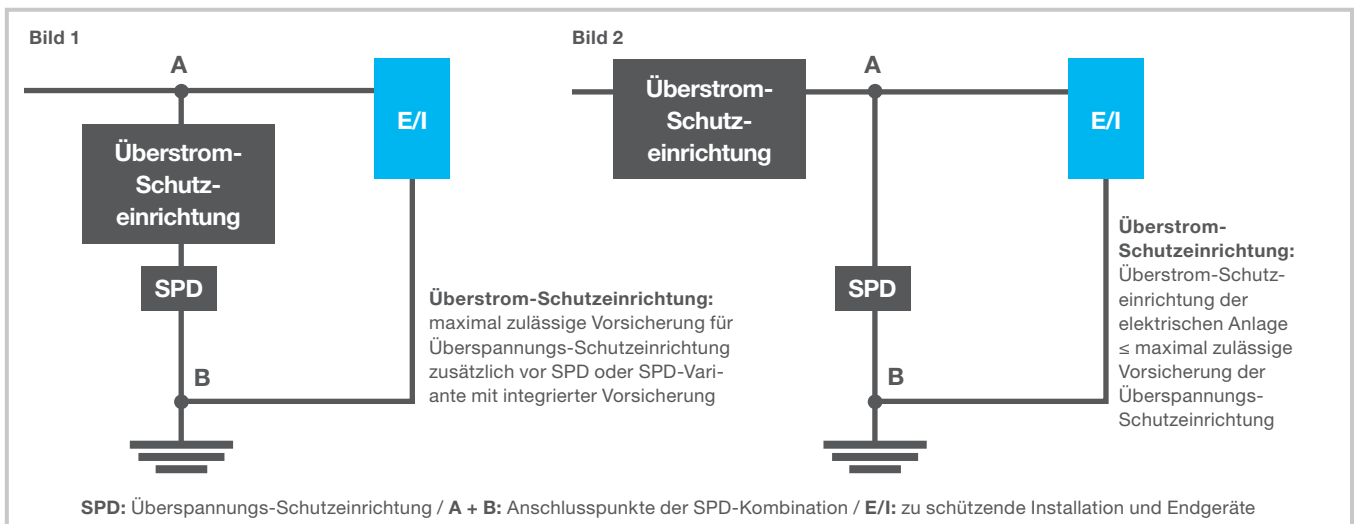 Bild 1
A
Überstrom-
Schutz-
einrichtung
SPD
B
E/I
Überstrom-Schutzeinrichtung:
maximal zulässige Vorsicherung für
Überspannungs-Schutzeinrichtung
zusätzlich vor SPD oder SPD-Vari-
ante mit integrierter Vorsicherung
Bild 2
Überstrom-
Schutz-
einrichtung
A
SPD
B
E/I
Überstrom-
Schutzeinrichtung:
Überstrom-Schutz-
einrichtung der
elektrischen Anlage
≤ maximal zulässige
Vorsicherung der
Überspannungs-
Schutzeinrichtung
SPD: Überspannungs-Schutzeinrichtung / A + B: Anschlusspunkte der SPD-Kombination / E/I: zu schützende Installation und Endgeräte